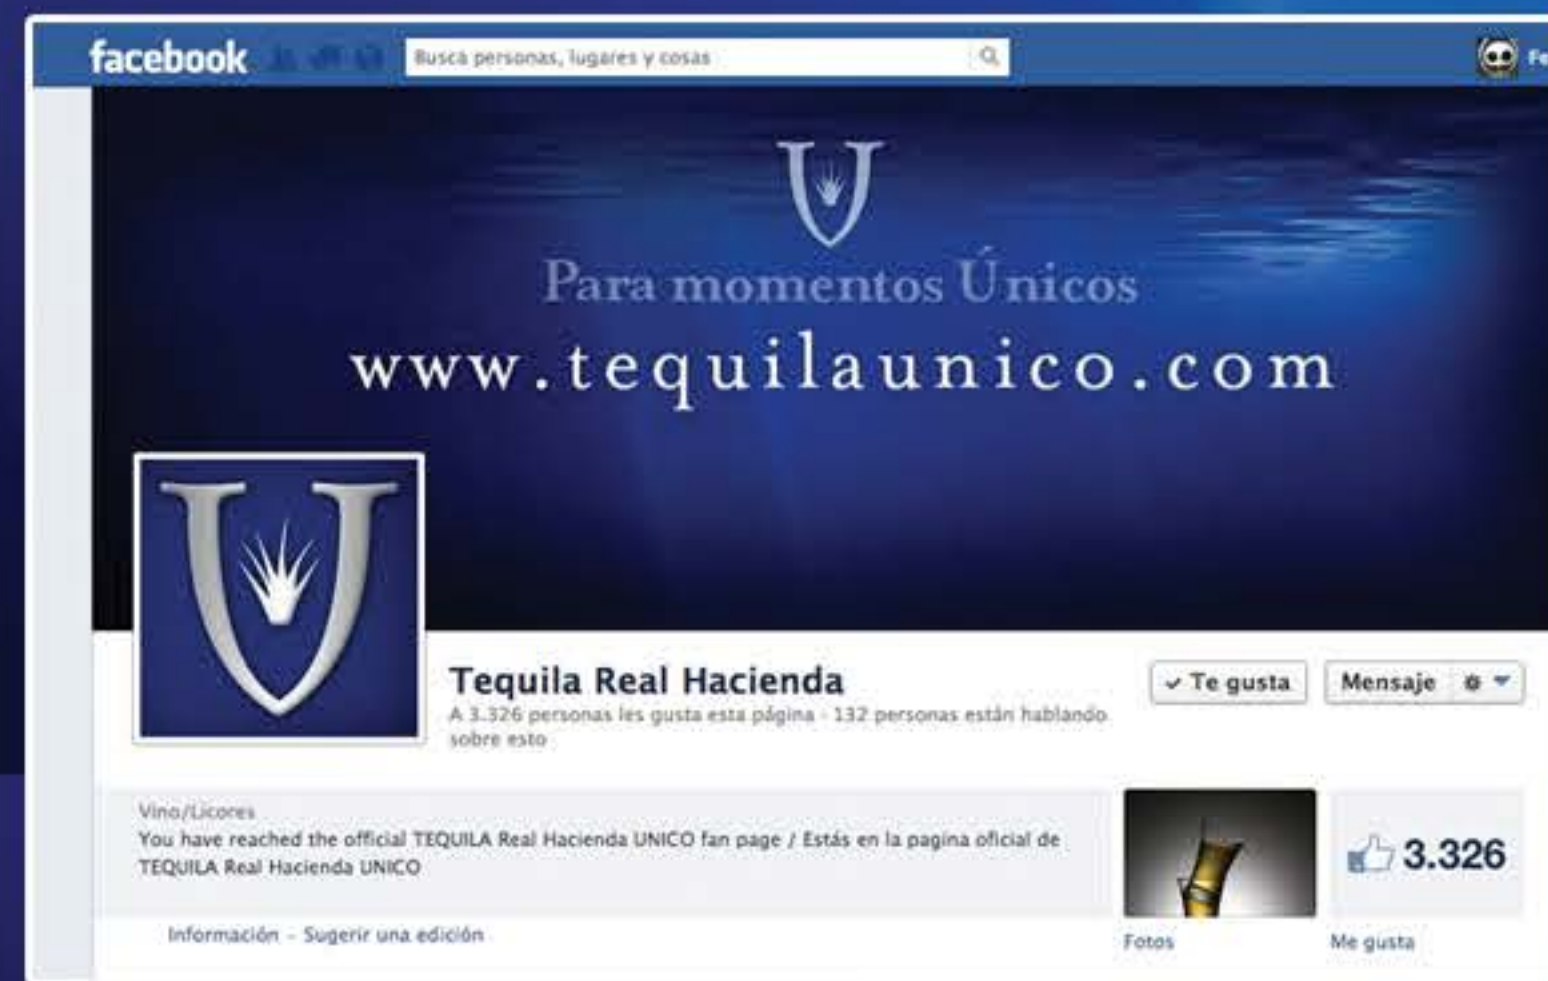 facebook
Busca personas, lugares y cosas
Fe
Para momentos Únicos
www.tequilaunico.com
Tequila Real Hacienda
A 3.326 personas les gusta esta página · 132 personas están hablando
sobre esto
✓ Te gusta
Mensaje
Vino/Licores
You have reached the official TEQUILA Real Hacienda UNICO fan page / Estás en la pagina oficial de
TEQUILA Real Hacienda UNICO
3.326
Información – Sugerir una edición
Fotos
Me gusta